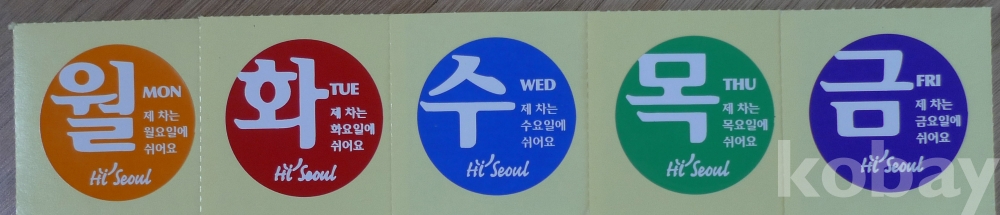 월
MON
제 차는
월요일에
쉬어요
Hi Seoul
화
TUE
제 차는
화요일에
쉬어요
Hi Seoul
수
WED
제 차는
수요일에
쉬어요
Hi Seoul
목
THU
제 차는
목요일에
쉬어요
Hi Seoul
금
FRI
제 차는
금요일에
쉬어요
Hi Seoul
kobay